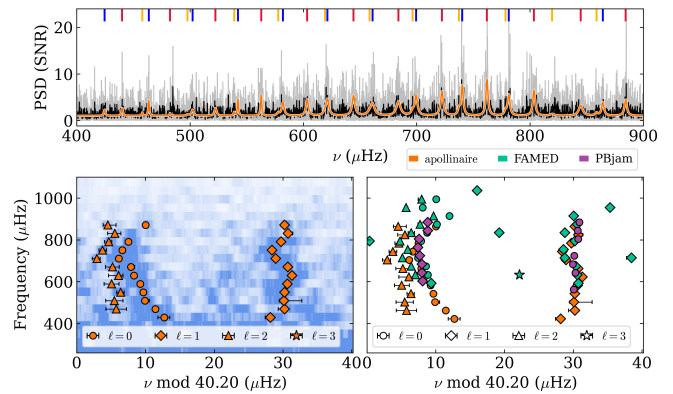 PSD (SNR)
20
10
0
400
500
600
700
800
900
ν (μHz)
apollinaire
FAMED
PBjam
Frequency (μHz)
1000
800
600
400
ℓ = 0
ℓ = 1
ℓ = 2
ℓ = 3
0
10
20
30
40
ν mod 40.20 (μHz)
ℓ = 0
ℓ = 1
ℓ = 2
ℓ = 3
0
10
20
30
40
ν mod 40.20 (μHz)